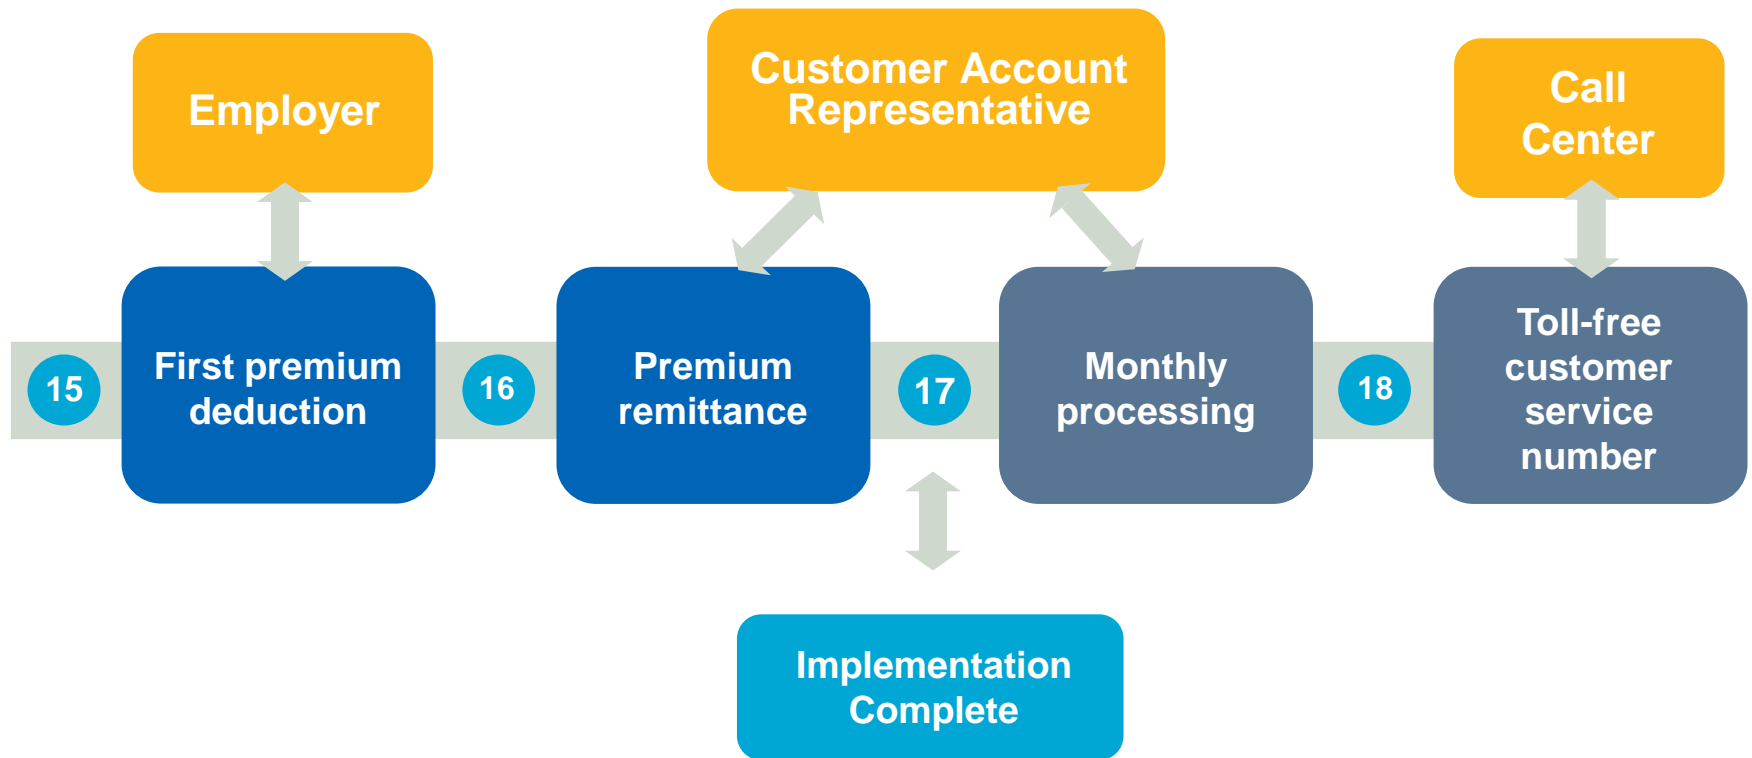 Employer
Customer Account
Representative
Call
Center
15
First premium
deduction
16
Premium
remittance
17
Monthly
processing
18
Toll-free
customer
service
number
Implementation
Complete